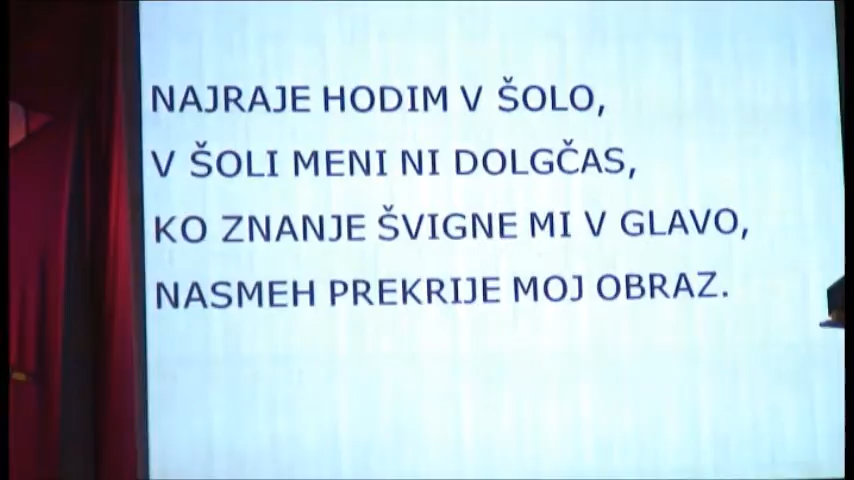 NAJRAJE HODIM V ŠOLO,
V ŠOLI MENI NI DOLGČAS,
KO ZNANJE ŠVIGNE MI V GLAVO,
NASMEH PREKRIJE MOJ OBRAZ.